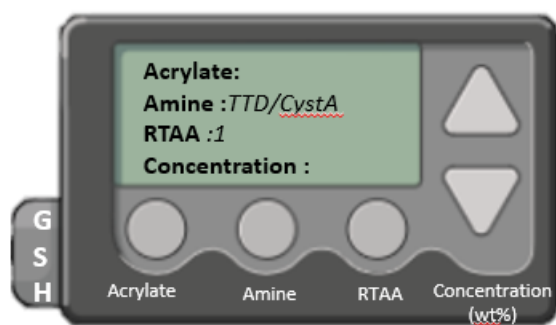 Acrylate:
Amine :TTD/CystA
RTAA :1
Concentration :
G
S
H
Acrylate
Amine
RTAA
Concentration
(wt%)